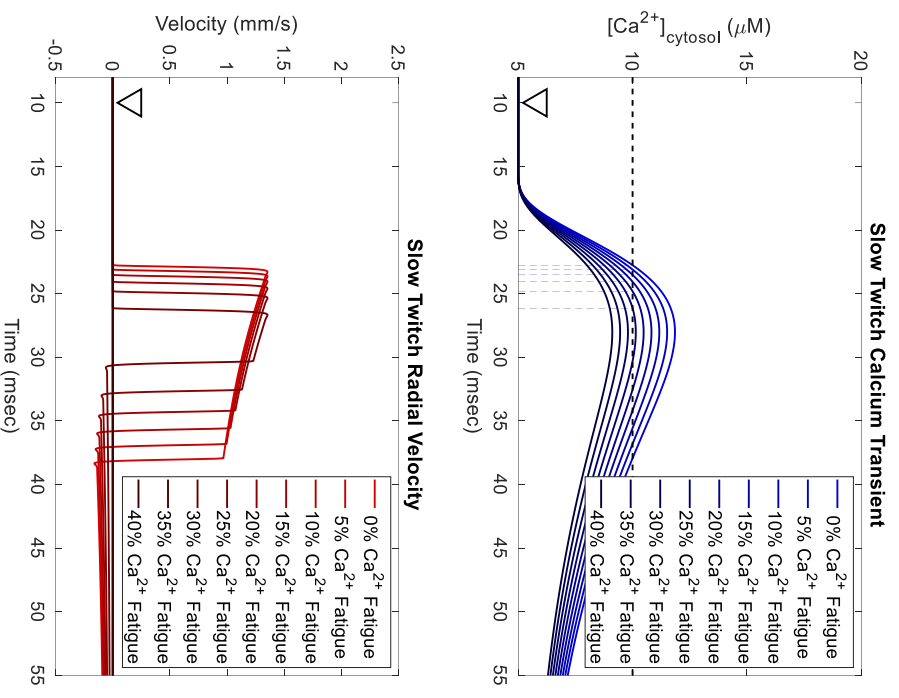 Slow Twitch Calcium Transient
[Ca²⁺]cytosol (μM)
20
15
10
5
10 15 20 25 30 35 40 45 50 55
Time (msec)
0% Ca²⁺ Fatigue
5% Ca²⁺ Fatigue
10% Ca²⁺ Fatigue
15% Ca²⁺ Fatigue
20% Ca²⁺ Fatigue
25% Ca²⁺ Fatigue
30% Ca²⁺ Fatigue
35% Ca²⁺ Fatigue
40% Ca²⁺ Fatigue
Slow Twitch Radial Velocity
Velocity (mm/s)
2.5
2
1.5
1
0.5
0
-0.5
10 15 20 25 30 35 40 45 50 55
Time (msec)
0% Ca²⁺ Fatigue
5% Ca²⁺ Fatigue
10% Ca²⁺ Fatigue
15% Ca²⁺ Fatigue
20% Ca²⁺ Fatigue
25% Ca²⁺ Fatigue
30% Ca²⁺ Fatigue
35% Ca²⁺ Fatigue
40% Ca²⁺ Fatigue